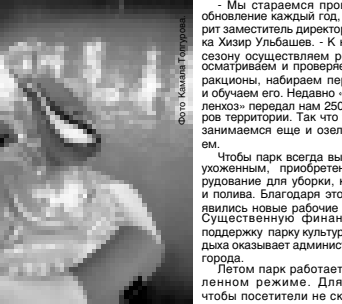 Фото Камала Толгурова.
- Мы стараемся про
обновление каждый год,
рит заместитель директор
ка Хизир Ульбашев. - К н
сезону осуществляем р
осматриваем и проверяе
ракционы, набираем пер
и обучаем его. Недавно «
ленхоз» передал нам 250
ров территории. Так что
занимаемся еще и озел
ем.
Чтобы парк всегда вы
ухоженным, приобретен
рудование для уборки, к
и полива. Благодаря это
явились новые рабочие
Существенную финан
поддержку парку культур
дыха оказывает админист
города.
Летом парк работает
ленном режиме. Для
чтобы посетители не ск